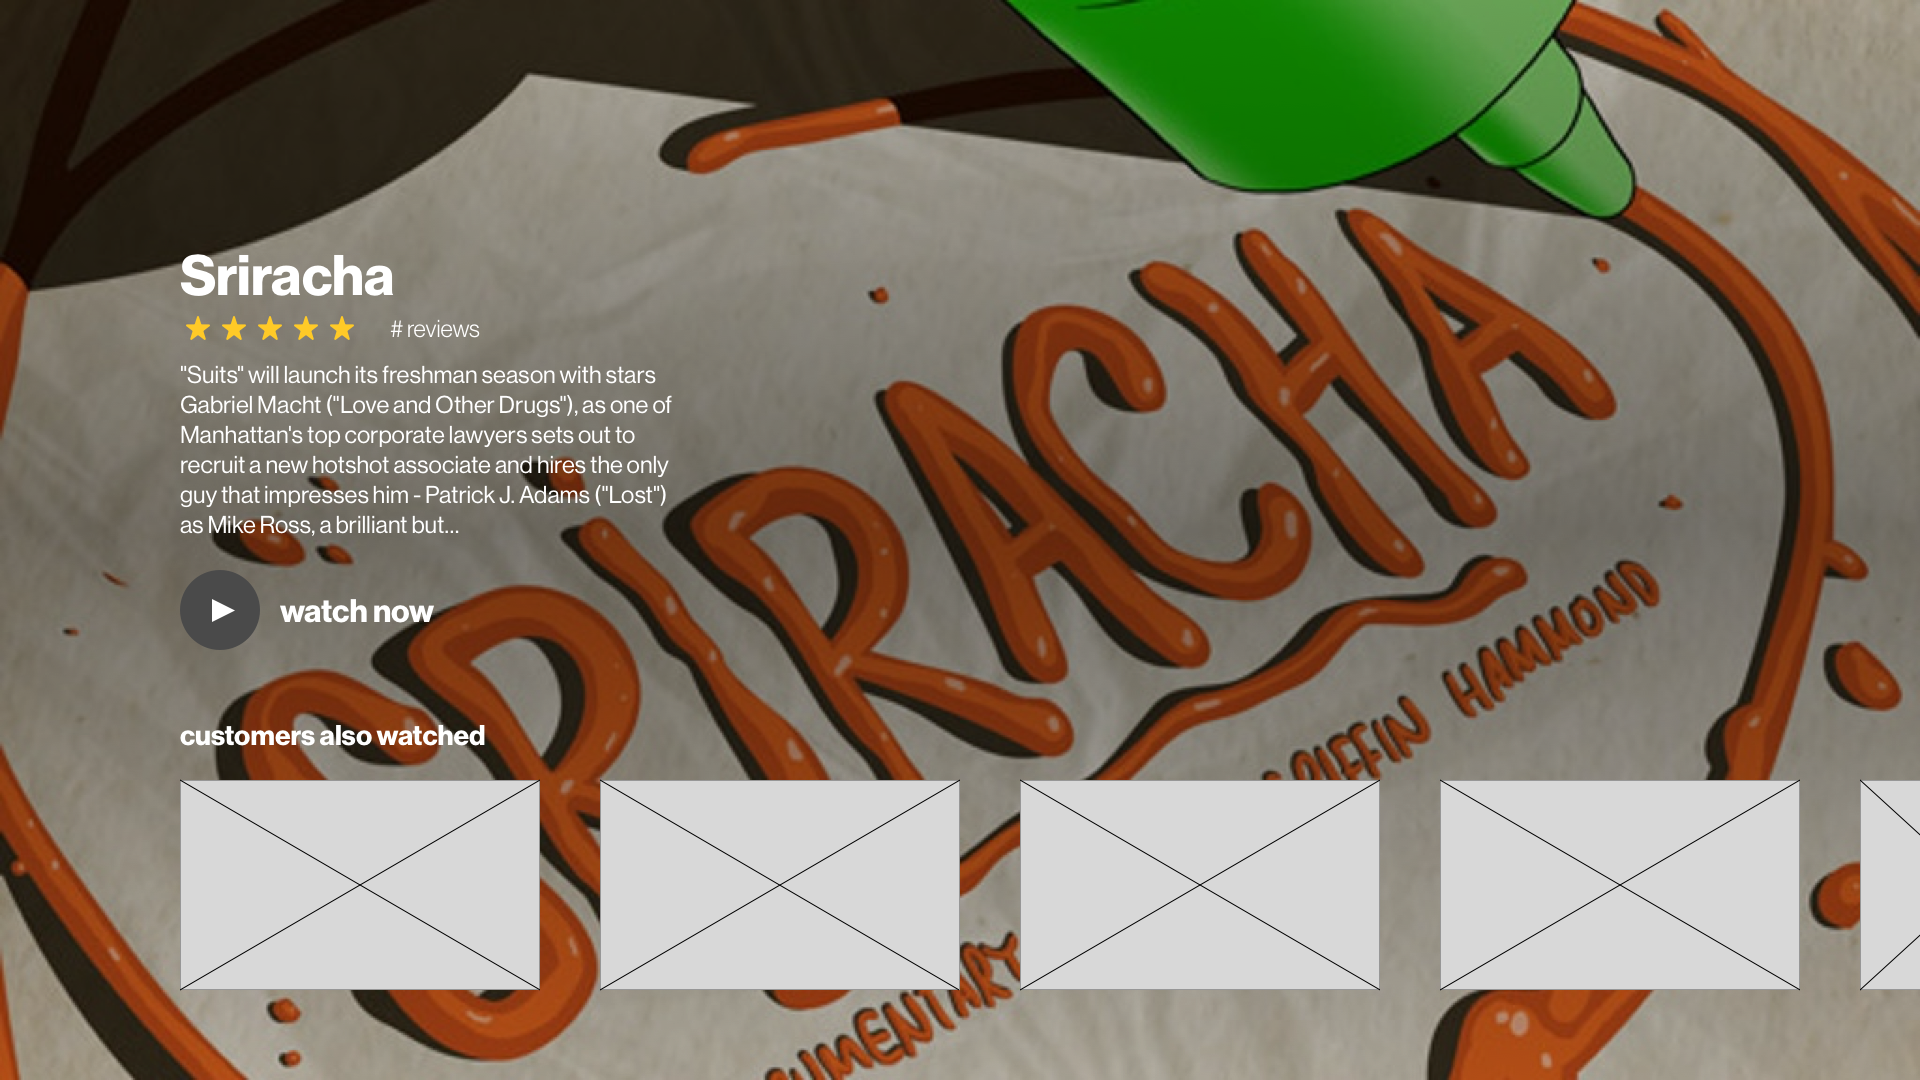 Sriracha
# reviews
"Suits" will launch its freshman season with stars
Gabriel Macht ("Love and Other Drugs"), as one of
Manhattan's top corporate lawyers sets out to
recruit a new hotshot associate and hires the only
guy that impresses him - Patrick J. Adams ("Lost")
as Mike Ross, a brilliant but...
watch now
customers also watched
SRIRACHA
GRIFFIN HAMMOND